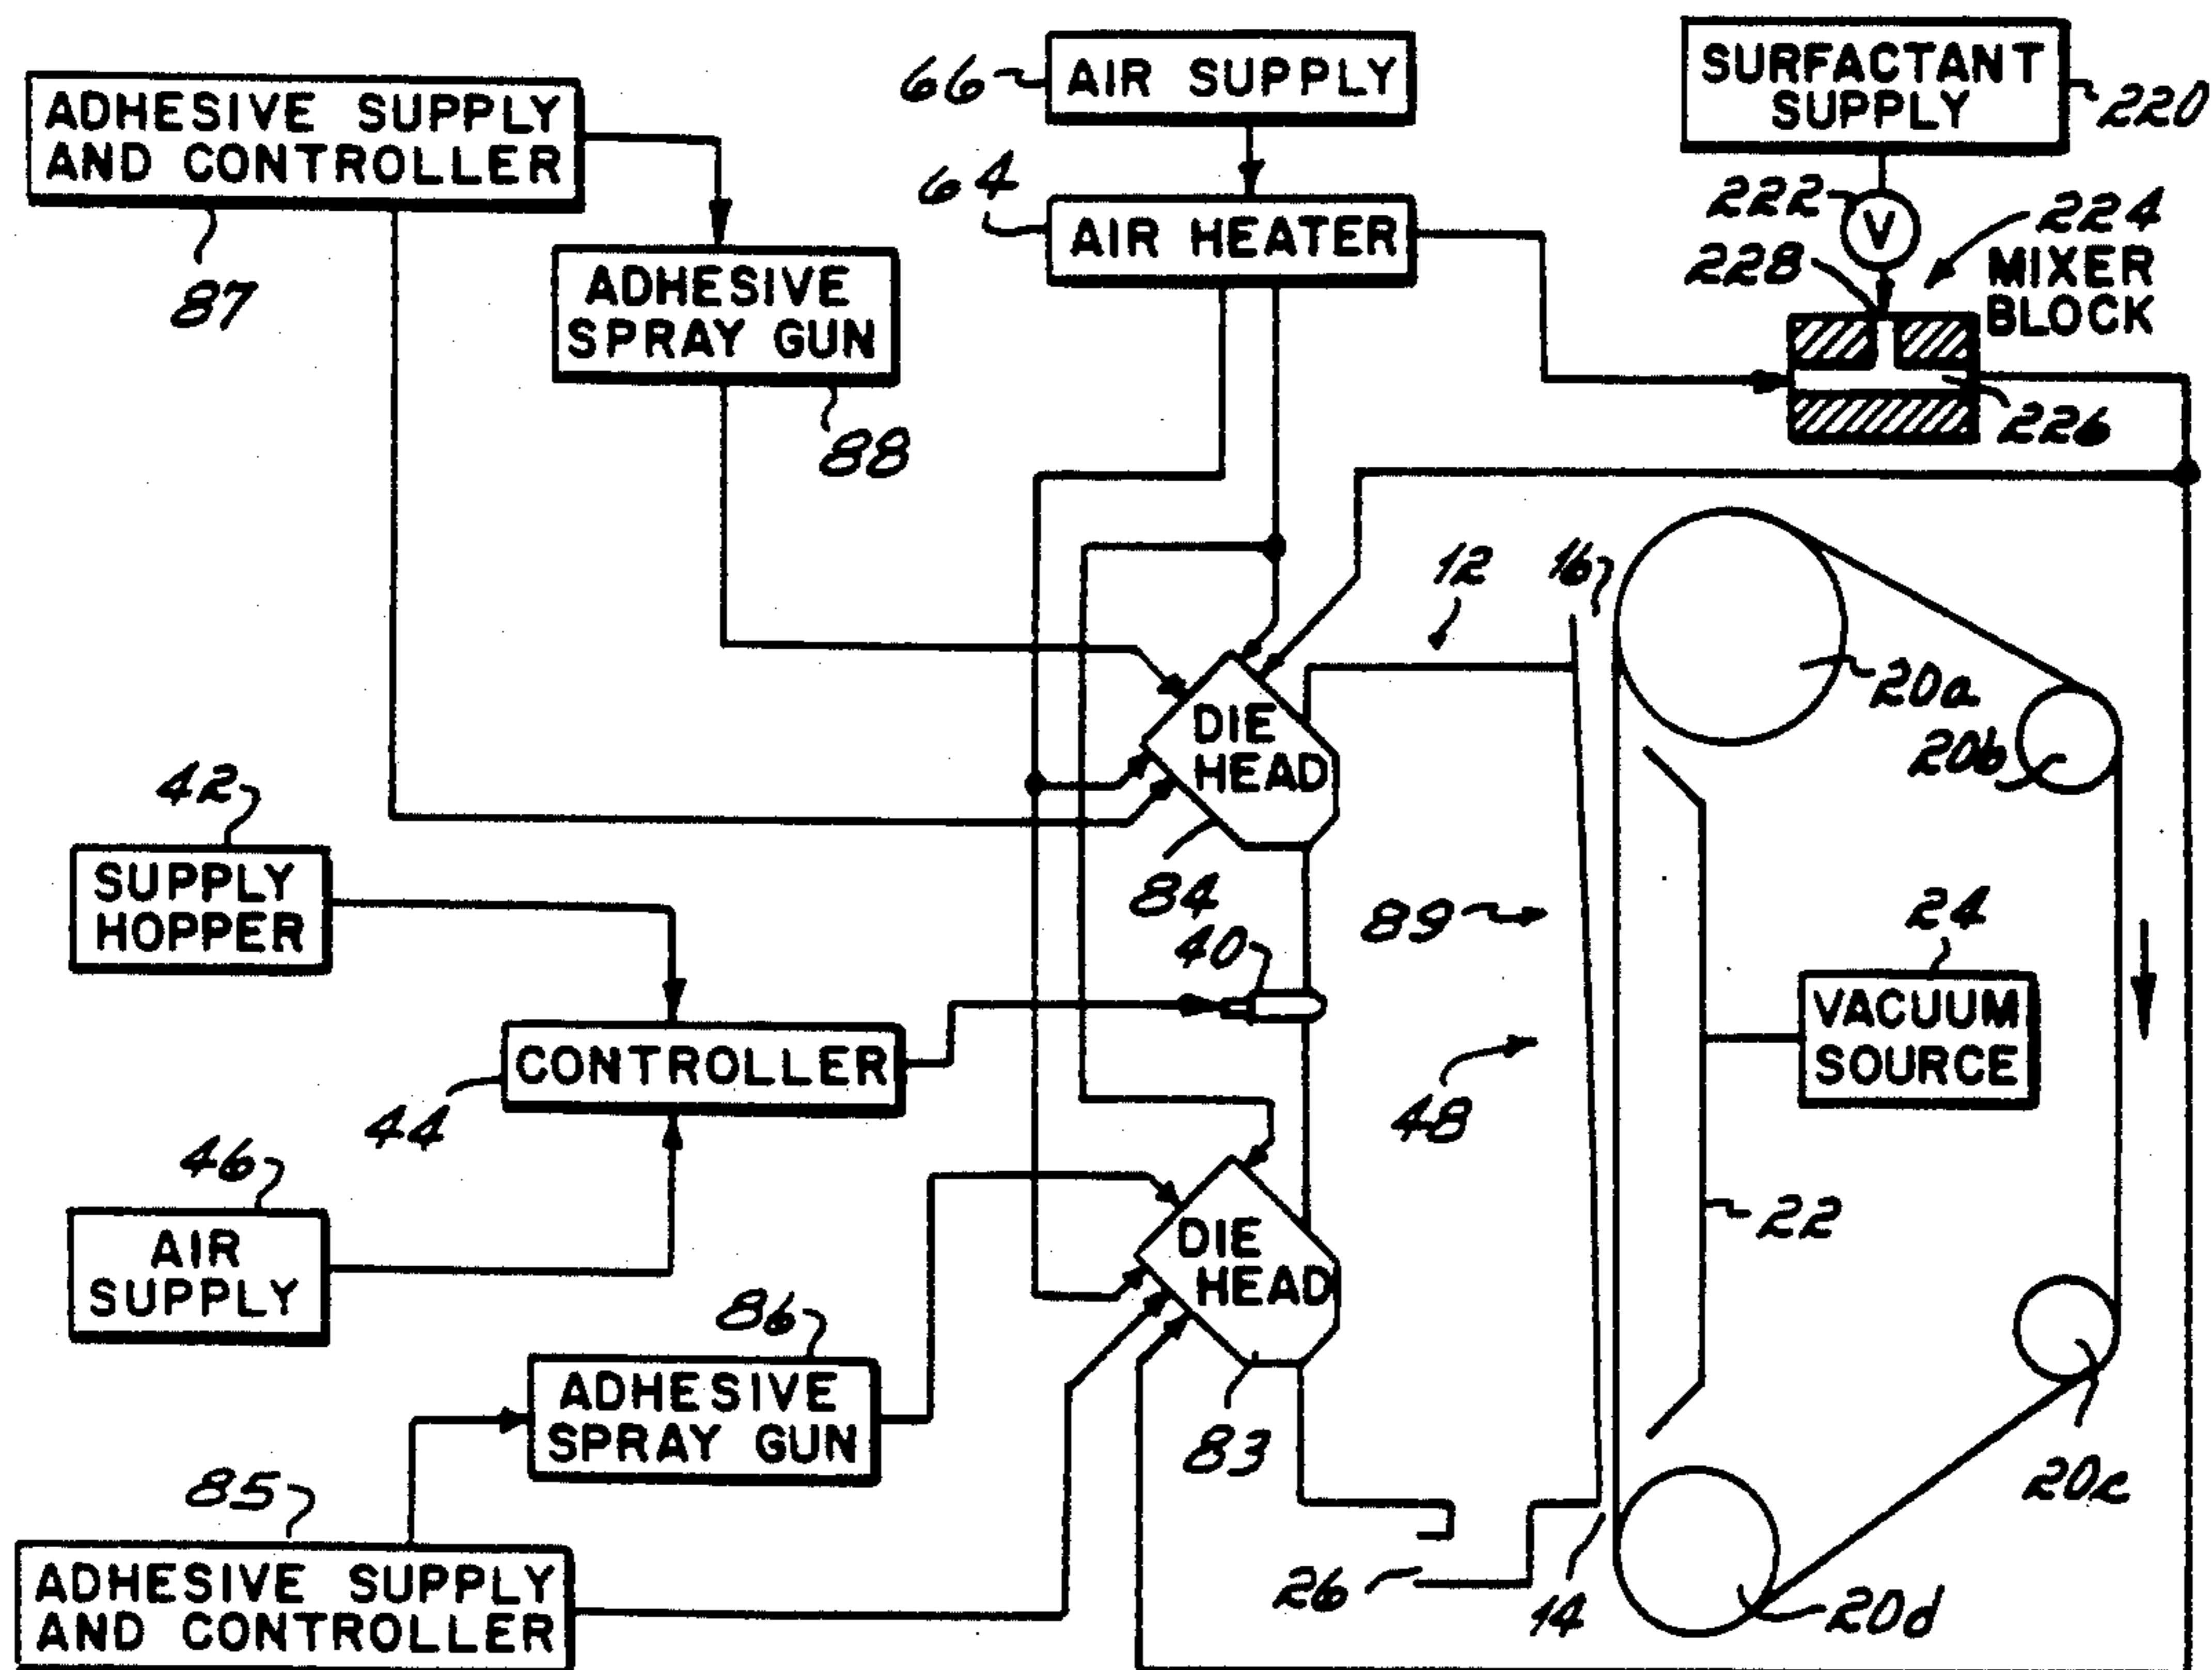 66
AIR SUPPLY
SURFACTANT
SUPPLY
220
ADHESIVE SUPPLY
AND CONTROLLER
87
64
AIR HEATER
222
V
224
MIXER
BLOCK
228
226
ADHESIVE
SPRAY GUN
88
12
16
20a
20b
DIE
HEAD
84
42
SUPPLY
HOPPER
89
40
24
VACUUM
SOURCE
CONTROLLER
44
48
46
AIR
SUPPLY
22
DIE
HEAD
83
86
ADHESIVE
SPRAY GUN
20c
85
ADHESIVE SUPPLY
AND CONTROLLER
26
14
20d